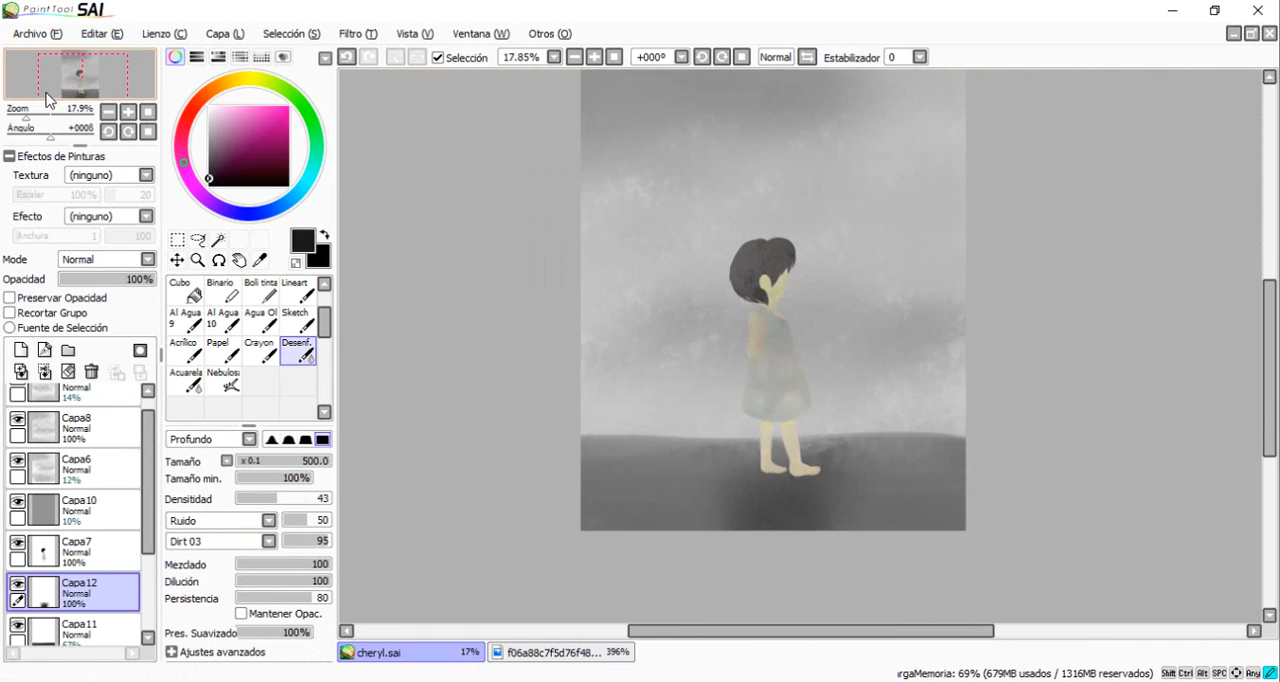 PaintTool SAI
Archivo (F) Editar (E) Lienzo (C) Capa (L) Selección (S) Filtro (T) Vista (V) Ventana (W) Otros (O)
Selección 17.85% +000° Normal Estabilizador 0
Zoom 17.9%
Ángulo +000ß
Efectos de Pinturas
Textura (ninguno)
Escalar 100% 20
Efecto (ninguno)
Anchura 1 100
Mode Normal
Opacidad 100%
Preservar Opacidad
Recortar Grupo
Fuente de Selección
Normal
14%
Capa8
Normal
100%
Capa6
Normal
12%
Capa10
Normal
10%
Capa7
Normal
100%
Capa12
Normal
100%
Capa11
Normal
67%
Cubo Binario Boli tinta Lineart
Al Agua 9 Al Agua 10 Agua Ol Sketch
Acrílico Papel Crayon Desenf.
Acuarela Nebulos
Profundo
Tamaño x 0.1 500.0
Tamaño min. 100%
Densitidad 43
Ruido 50
Dirt 03 95
Mezclado 100
Dilución 100
Persistencia 80
Mantener Opac.
Pres. Suavizado 100%
Ajustes avanzados
cheryl.sai 17% f06a88c7f5d76f48... 396%
argaMemoria: 69% (679MB usados / 1316MB reservados) Shift Ctrl Alt SPC Any